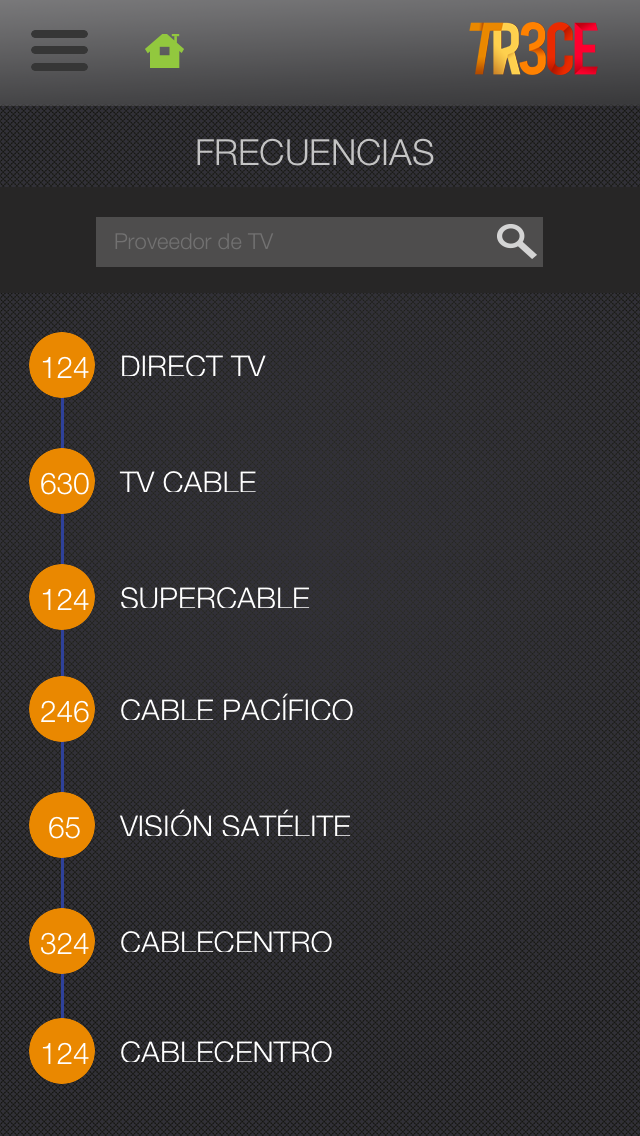 TR3CE
FRECUENCIAS
Proveedor de TV
124 DIRECT TV
630 TV CABLE
124 SUPERCABLE
246 CABLE PACÍFICO
65 VISIÓN SATÉLITE
324 CABLECENTRO
124 CABLECENTRO